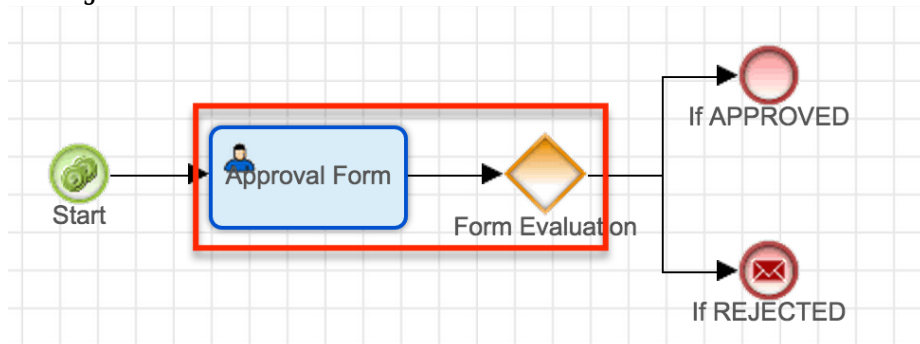 Start
Approval Form
Form Evaluation
If APPROVED
If REJECTED